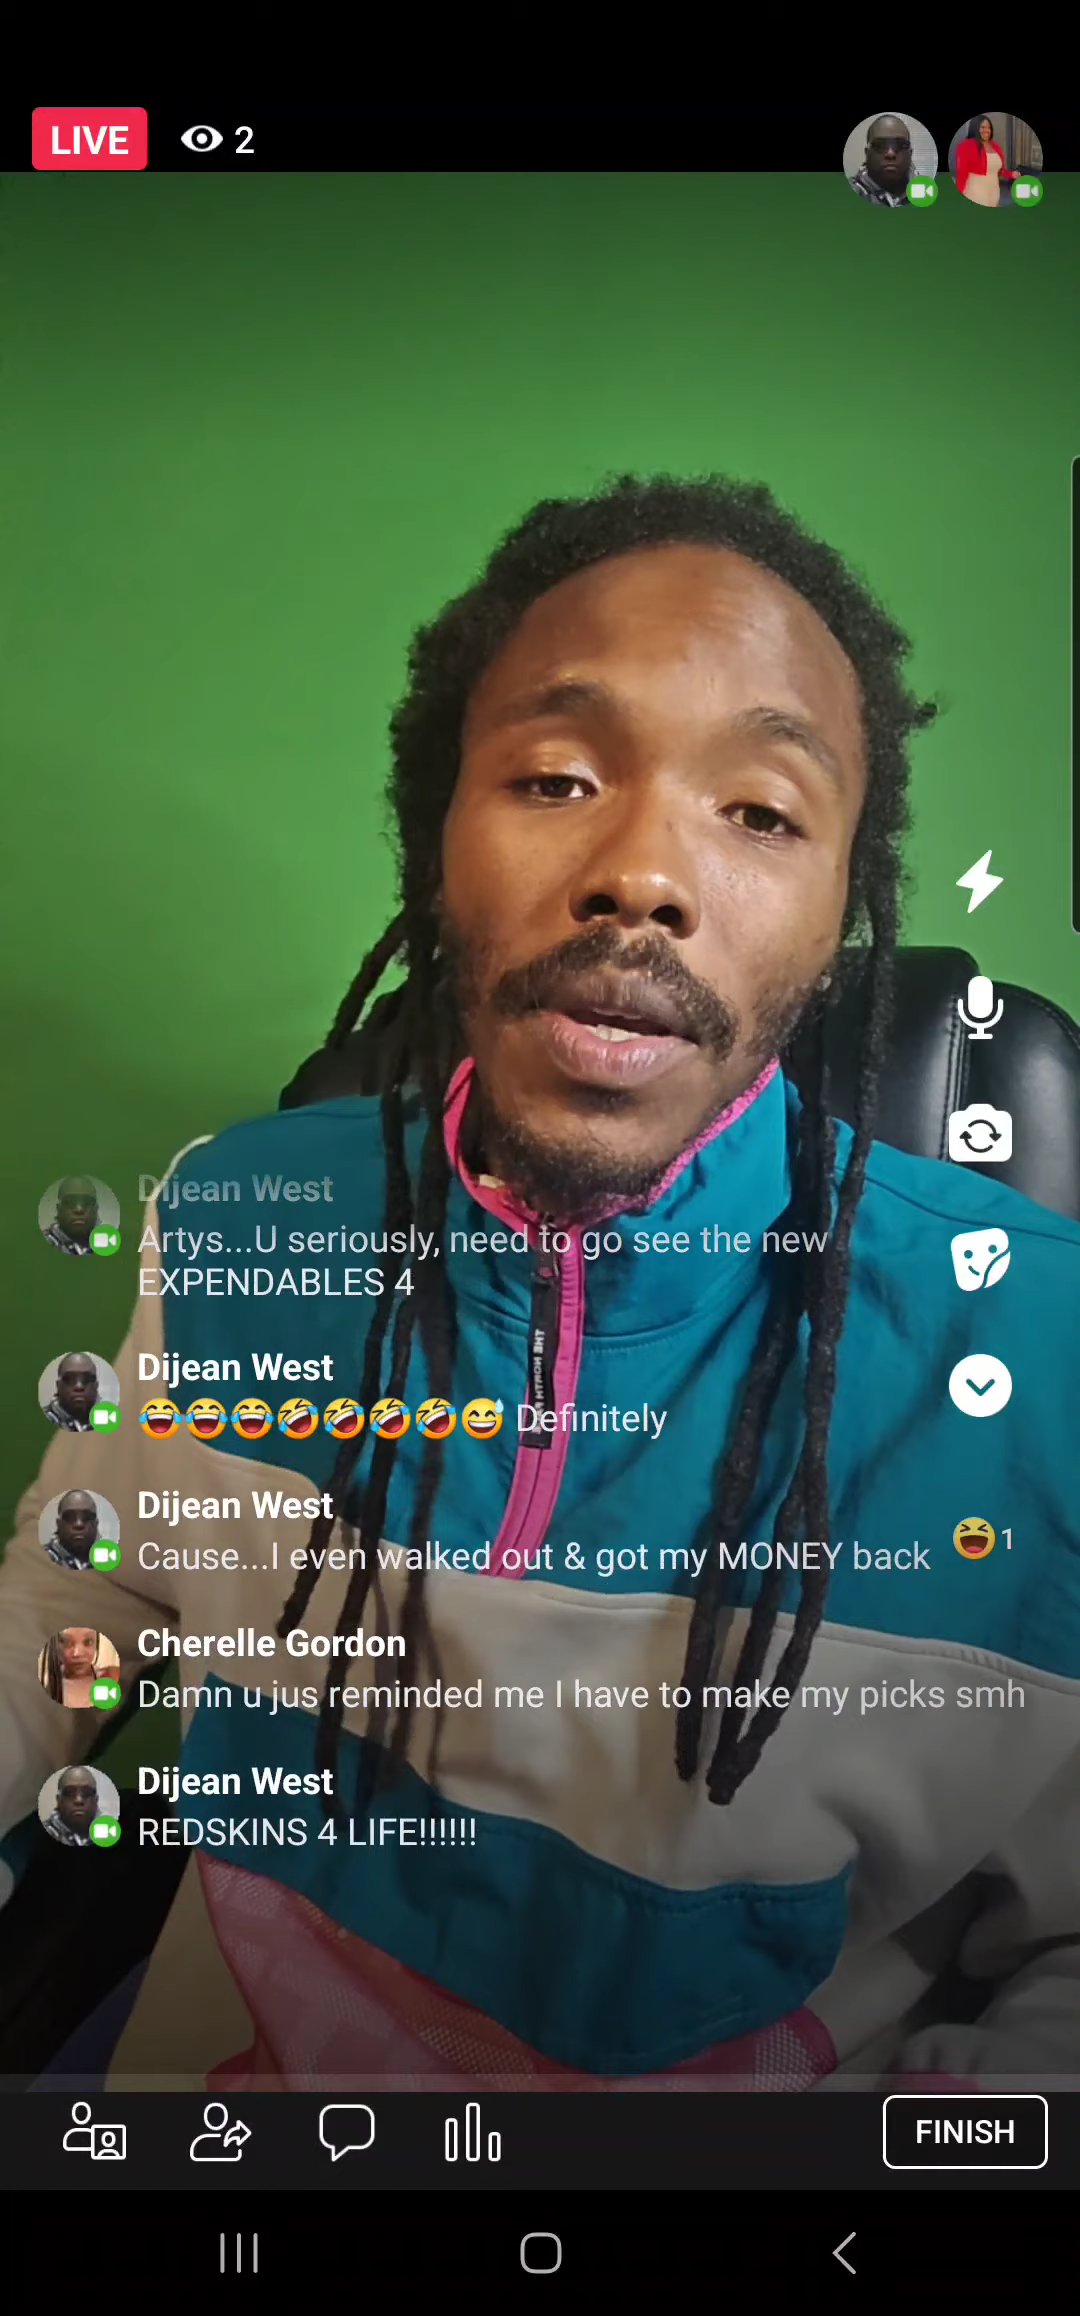 LIVE 2
Dijean West
Artys...U seriously, need to go see the new
EXPENDABLES 4
Dijean West
😂😂😂🤣🤣🤣🤣😅 Definitely
Dijean West
Cause...I even walked out & got my MONEY back
😆 1
Cherelle Gordon
Damn u jus reminded me I have to make my picks smh
Dijean West
REDSKINS 4 LIFE!!!!!!
FINISH